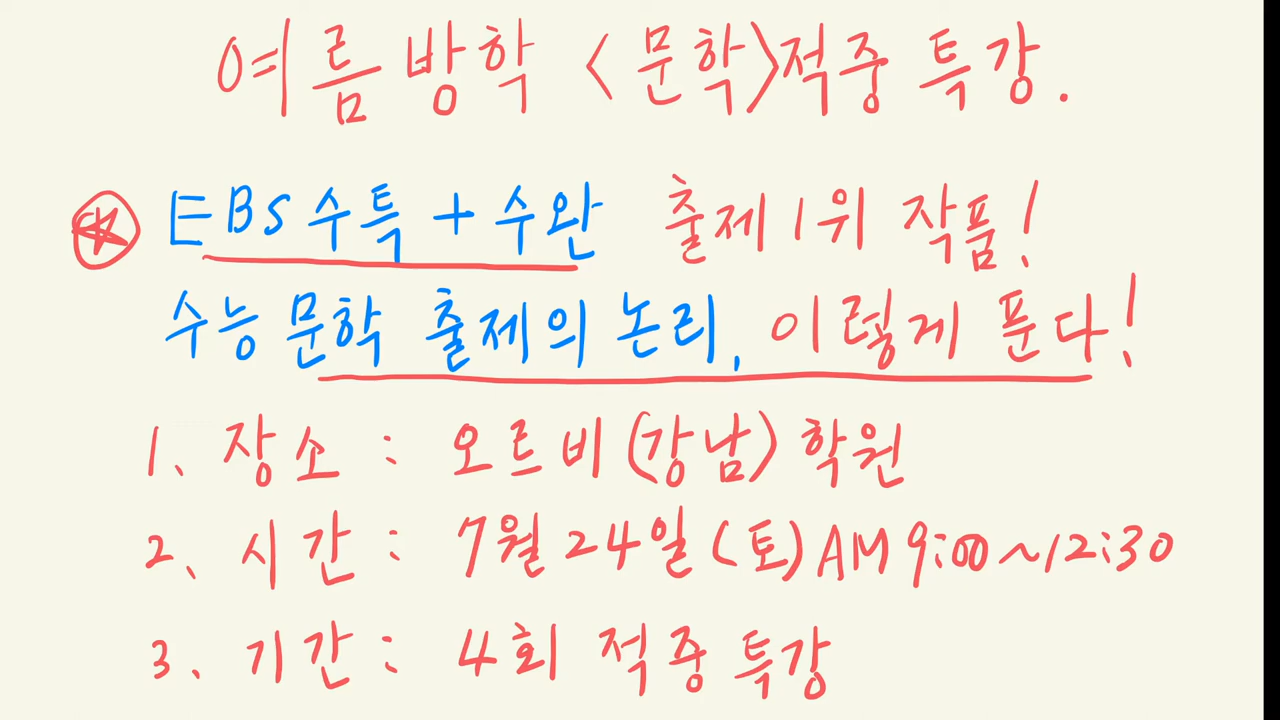 여름방학 <문학>적중 특강.
EBS 수특 + 수완 출제 1위 작품!
수능 문학 출제의 논리, 이렇게 푼다!
1. 장소 : 오르비(강남) 학원
2. 시간 : 7월 24일 (토) AM 9:00~12:30
3. 기간 : 4회 적중 특강